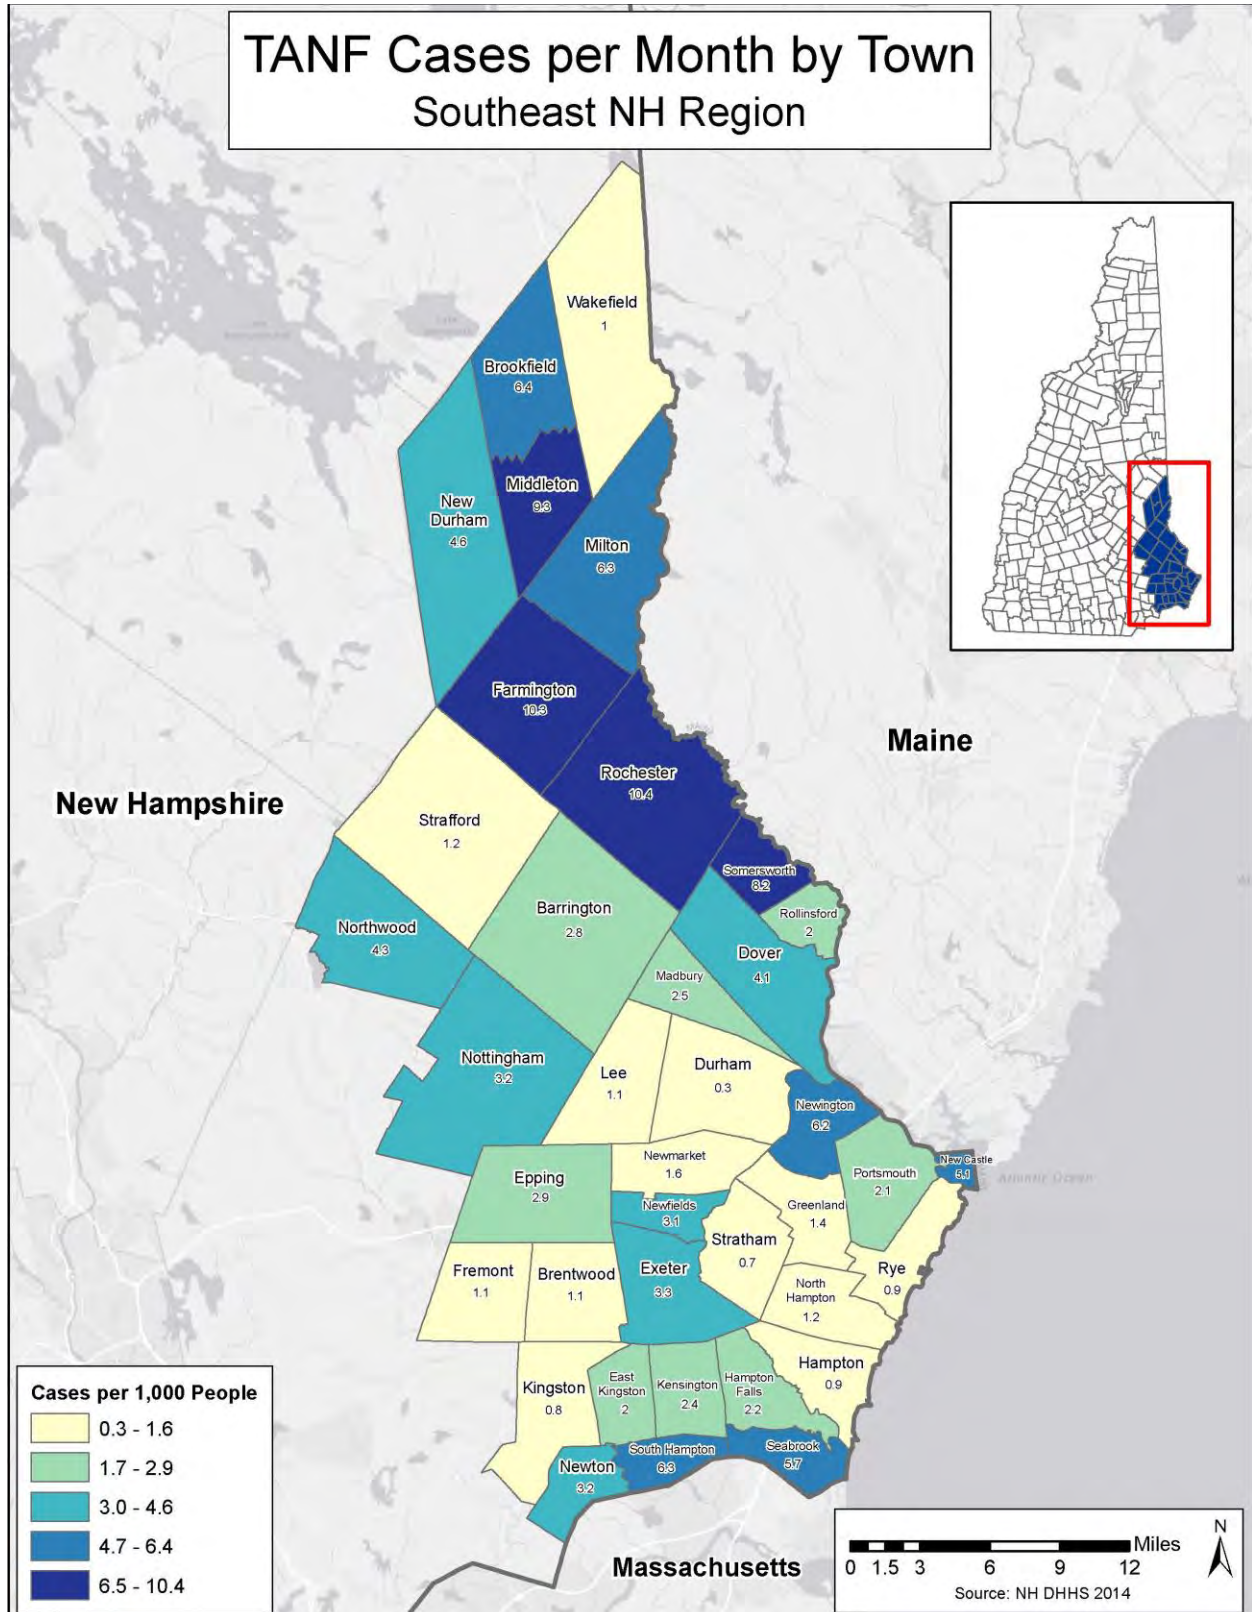 TANF Cases per Month by Town
Southeast NH Region
Wakefield
1
Brookfield
6.4
Middleton
9.3
New
Durham
4.6
Milton
6.3
Farmington
10.3
Maine
Rochester
10.4
New Hampshire
Strafford
1.2
Somersworth
8.2
Rollinsford
2
Barrington
2.8
Northwood
4.3
Dover
4.1
Madbury
2.5
Nottingham
3.2
Lee
1.1
Durham
0.3
Newington
6.2
Newmarket
1.6
New Castle
5.1
Portsmouth
2.1
Atlantic Ocean
Epping
2.9
Newfields
3.1
Greenland
1.4
Stratham
0.7
Fremont
1.1
Brentwood
1.1
Exeter
3.3
Rye
0.9
North
Hampton
1.2
Hampton
0.9
Kingston
0.8
East
Kingston
2
Kensington
2.4
Hampton
Falls
2.2
South Hampton
6.3
Seabrook
5.7
Newton
3.2
Cases per 1,000 People
0.3 - 1.6
1.7 - 2.9
3.0 - 4.6
4.7 - 6.4
6.5 - 10.4
Massachusetts
N
Miles
0 1.5 3 6 9 12
Source: NH DHHS 2014